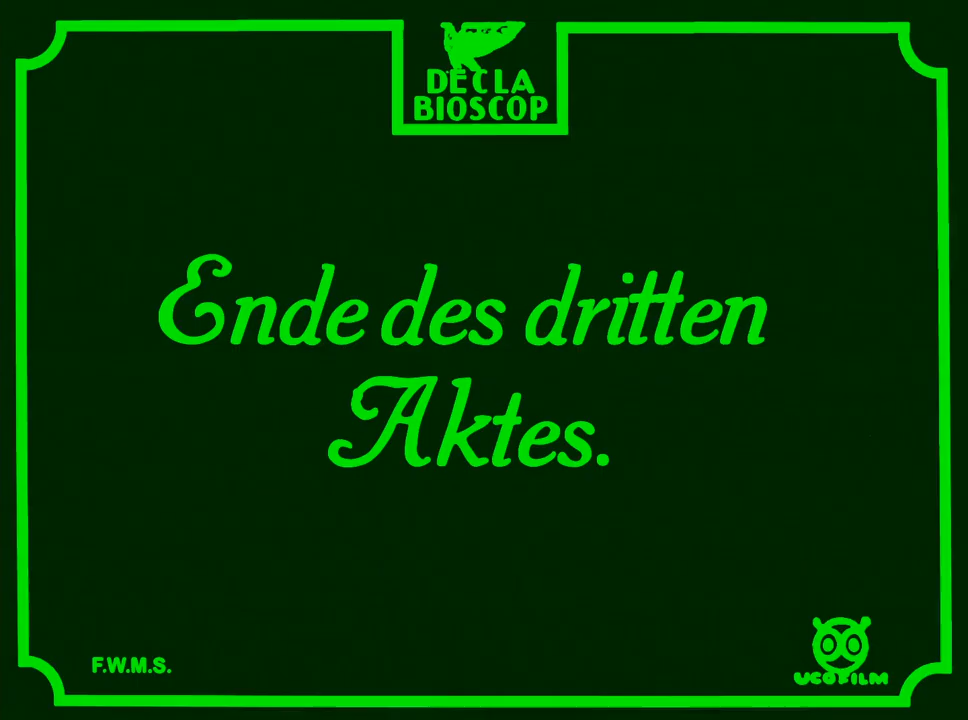 DECLA
BIOSCOP
Ende des dritten
Aktes.
F.W.M.S.
UCOFILM